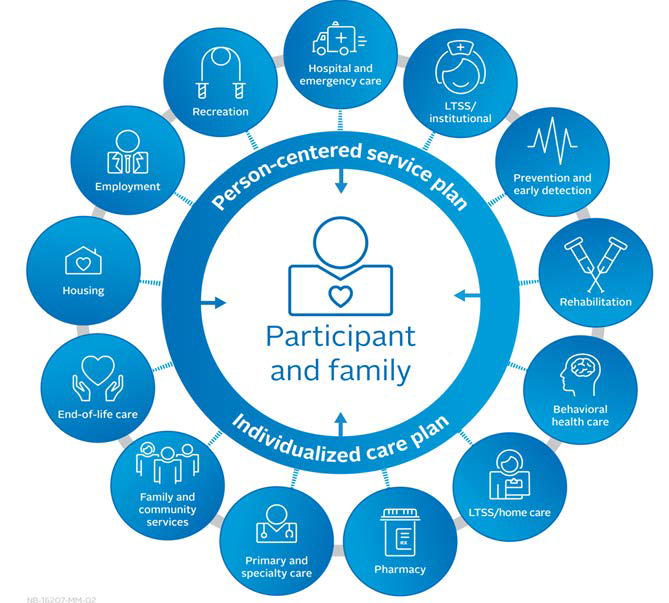 Hospital and
emergency care
LTSS/
institutional
Prevention and
early detection
Rehabilitation
Behavioral
health care
LTSS/home care
RX
Pharmacy
Primary and
specialty care
Family and
community
services
End-of-life care
Housing
Employment
Recreation
Person-centered service plan
Participant
and family
Individualized care plan
NB-16207-MM-02